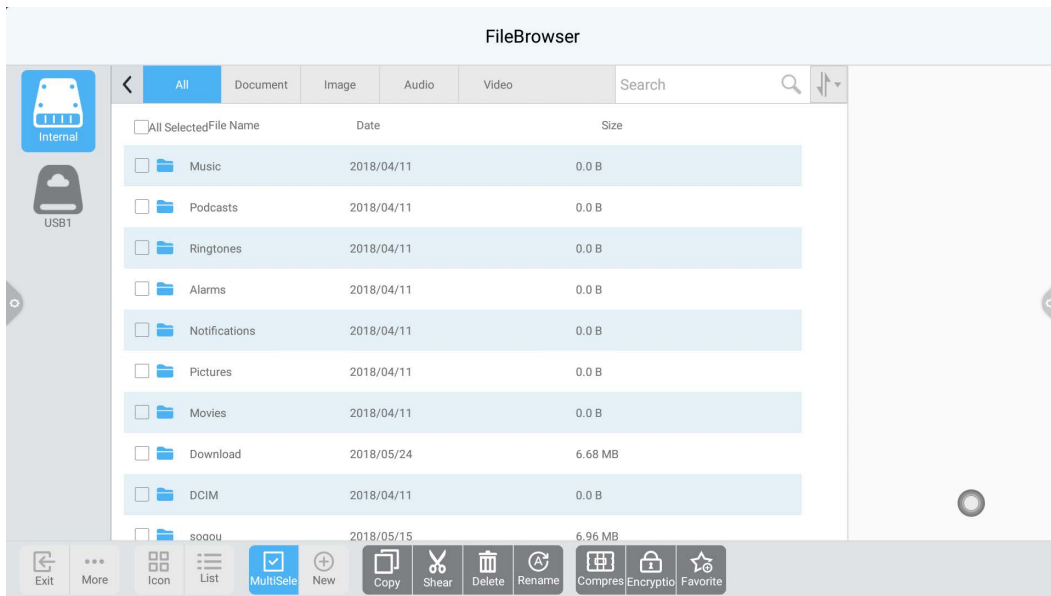 FileBrowser
Internal
USB1
All Document Image Audio Video Search
All Selected File Name Date Size
Music 2018/04/11 0.0 B
Podcasts 2018/04/11 0.0 B
Ringtones 2018/04/11 0.0 B
Alarms 2018/04/11 0.0 B
Notifications 2018/04/11 0.0 B
Pictures 2018/04/11 0.0 B
Movies 2018/04/11 0.0 B
Download 2018/05/24 6.68 MB
DCIM 2018/04/11 0.0 B
sogou 2018/05/15 6.96 MB
Exit More Icon List MultiSele New Copy Shear Delete Rename Compres Encryptio Favorite